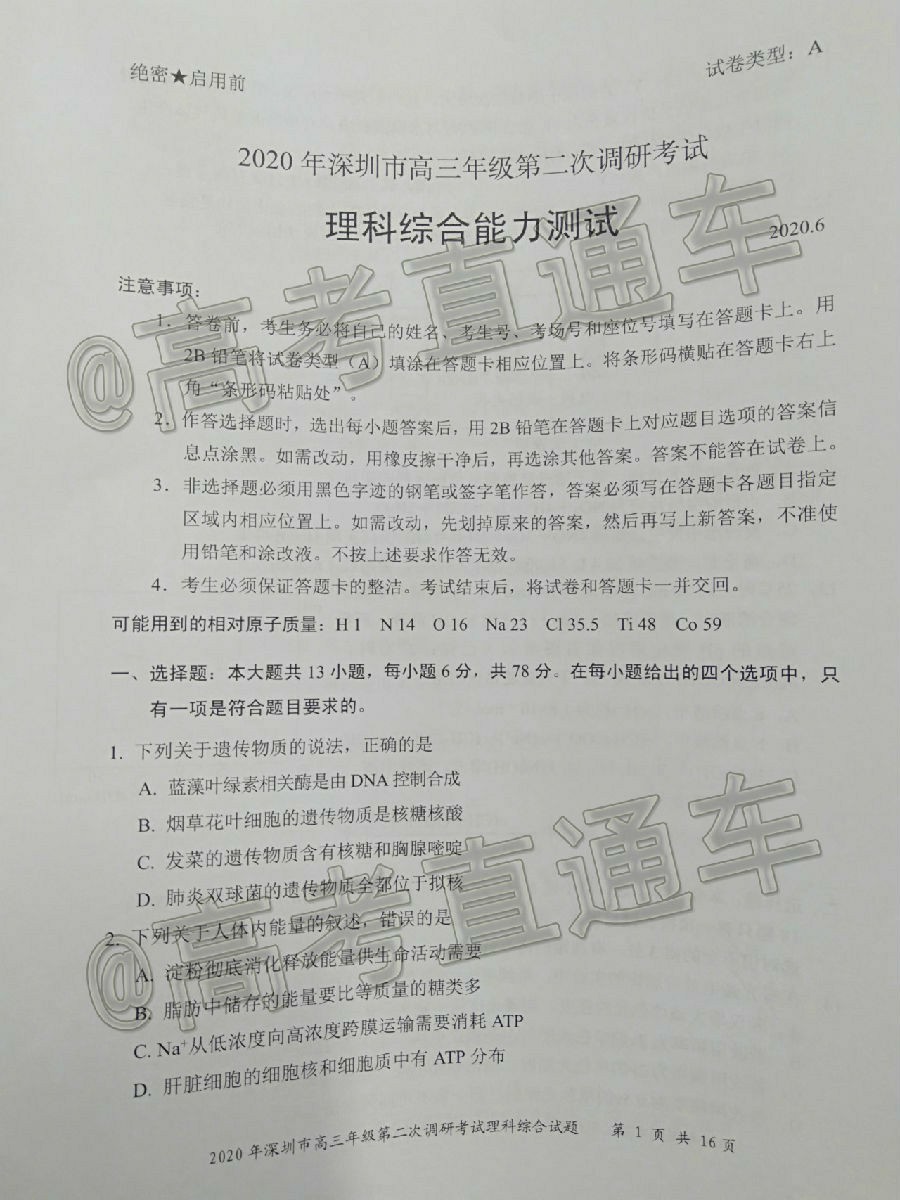 绝密★启用前
试卷类型：A
2020年深圳市高三年级第二次调研考试
理科综合能力测试
2020.6
注意事项：
1．答卷前，考生务必将自己的姓名、考生号、考场号和座位号填写在答题卡上。用
2B铅笔将试卷类型（A）填涂在答题卡相应位置上。将条形码横贴在答题卡右上
角“条形码粘贴处”。
2．作答选择题时，选出每小题答案后，用2B铅笔在答题卡上对应题目选项的答案信
息点涂黑。如需改动，用橡皮擦干净后，再选涂其他答案。答案不能答在试卷上。
3．非选择题必须用黑色字迹的钢笔或签字笔作答，答案必须写在答题卡各题目指定
区域内相应位置上。如需改动，先划掉原来的答案，然后再写上新答案，不准使
用铅笔和涂改液。不按上述要求作答无效。
4．考生必须保证答题卡的整洁。考试结束后，将试卷和答题卡一并交回。
可能用到的相对原子质量：H 1 N 14 O 16 Na 23 Cl 35.5 Ti 48 Co 59
一、选择题：本大题共13小题，每小题6分，共78分。在每小题给出的四个选项中，只
有一项是符合题目要求的。
1. 下列关于遗传物质的说法，正确的是
A. 蓝藻叶绿素相关酶是由DNA控制合成
B. 烟草花叶细胞的遗传物质是核糖核酸
C. 发菜的遗传物质含有核糖和胸腺嘧啶
D. 肺炎双球菌的遗传物质全部位于拟核
2. 下列关于人体内能量的叙述，错误的是
A. 淀粉彻底消化释放能量供生命活动需要
B. 脂肪中储存的能量要比等质量的糖类多
C. Na⁺从低浓度向高浓度跨膜运输需要消耗ATP
D. 肝脏细胞的细胞核和细胞质中有ATP分布
2020年深圳市高三年级第二次调研考试理科综合试题 第 1 页 共 16 页
@高考直通车
@高考直通车